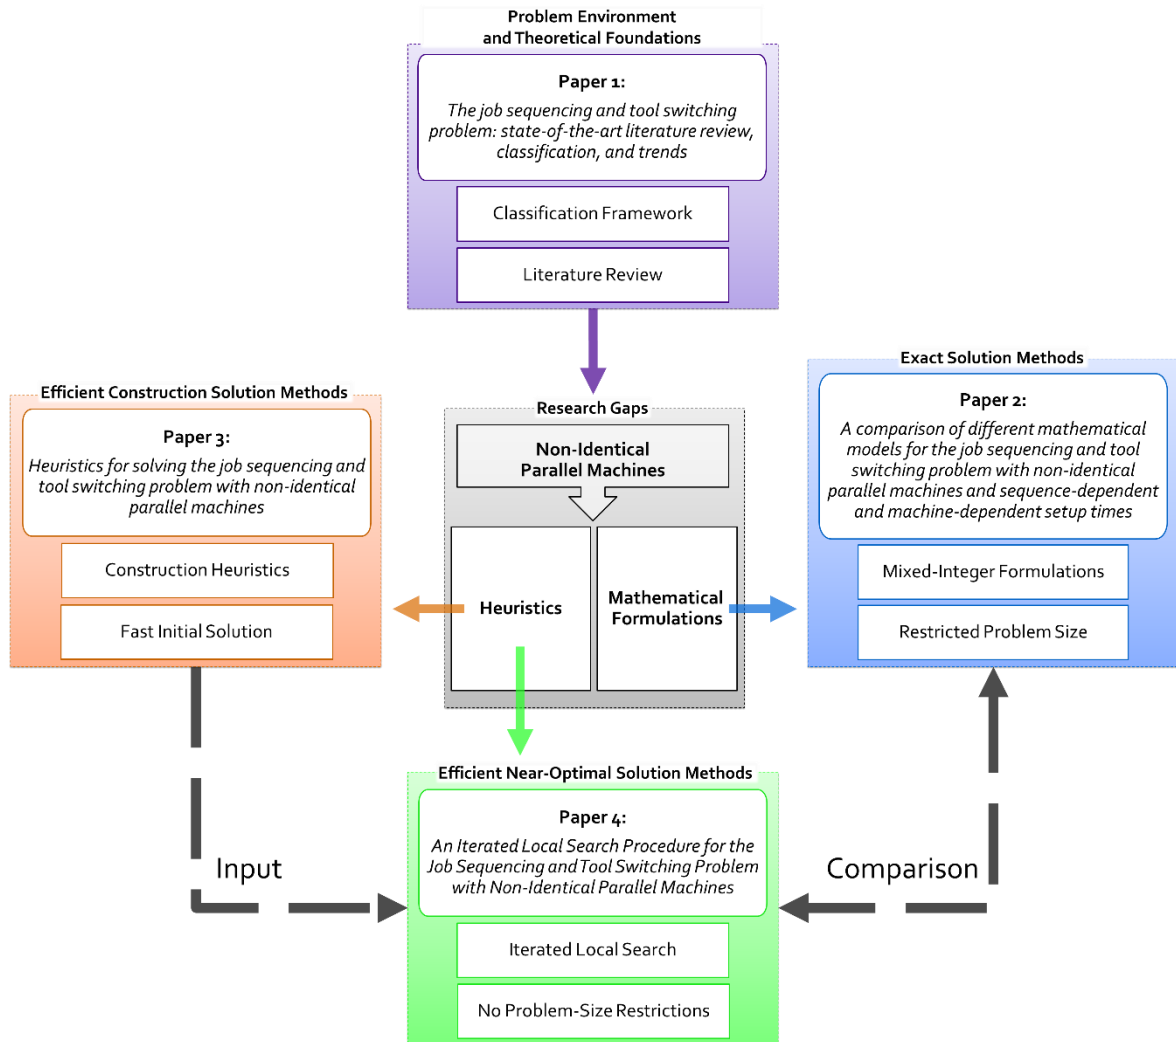 Problem Environment
and Theoretical Foundations
Paper 1:
The job sequencing and tool switching
problem: state-of-the-art literature review,
classification, and trends
Classification Framework
Literature Review
Efficient Construction Solution Methods
Paper 3:
Heuristics for solving the job sequencing and
tool switching problem with non-identical
parallel machines
Construction Heuristics
Fast Initial Solution
Research Gaps
Non-Identical
Parallel Machines
Heuristics
Mathematical
Formulations
Exact Solution Methods
Paper 2:
A comparison of different mathematical
models for the job sequencing and tool
switching problem with non-identical
parallel machines and sequence-dependent
and machine-dependent setup times
Mixed-Integer Formulations
Restricted Problem Size
Input
Efficient Near-Optimal Solution Methods
Paper 4:
An Iterated Local Search Procedure for the
Job Sequencing and Tool Switching Problem
with Non-Identical Parallel Machines
Iterated Local Search
No Problem-Size Restrictions
Comparison